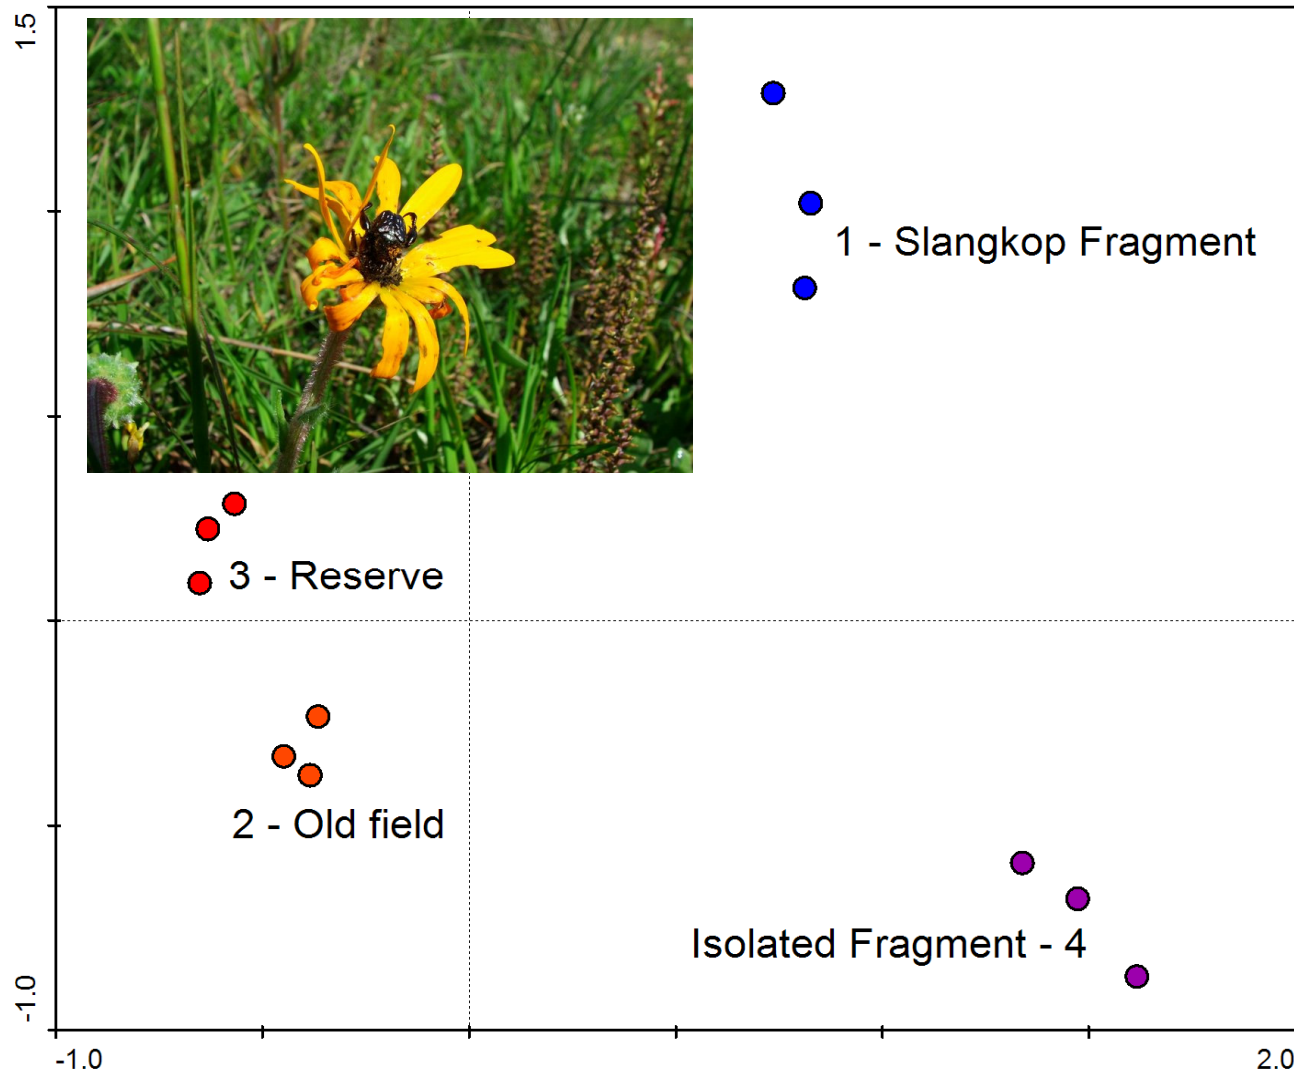 1.5
1 - Slangkop Fragment
3 - Reserve
2 - Old field
Isolated Fragment - 4
-1.0
-1.0
2.0